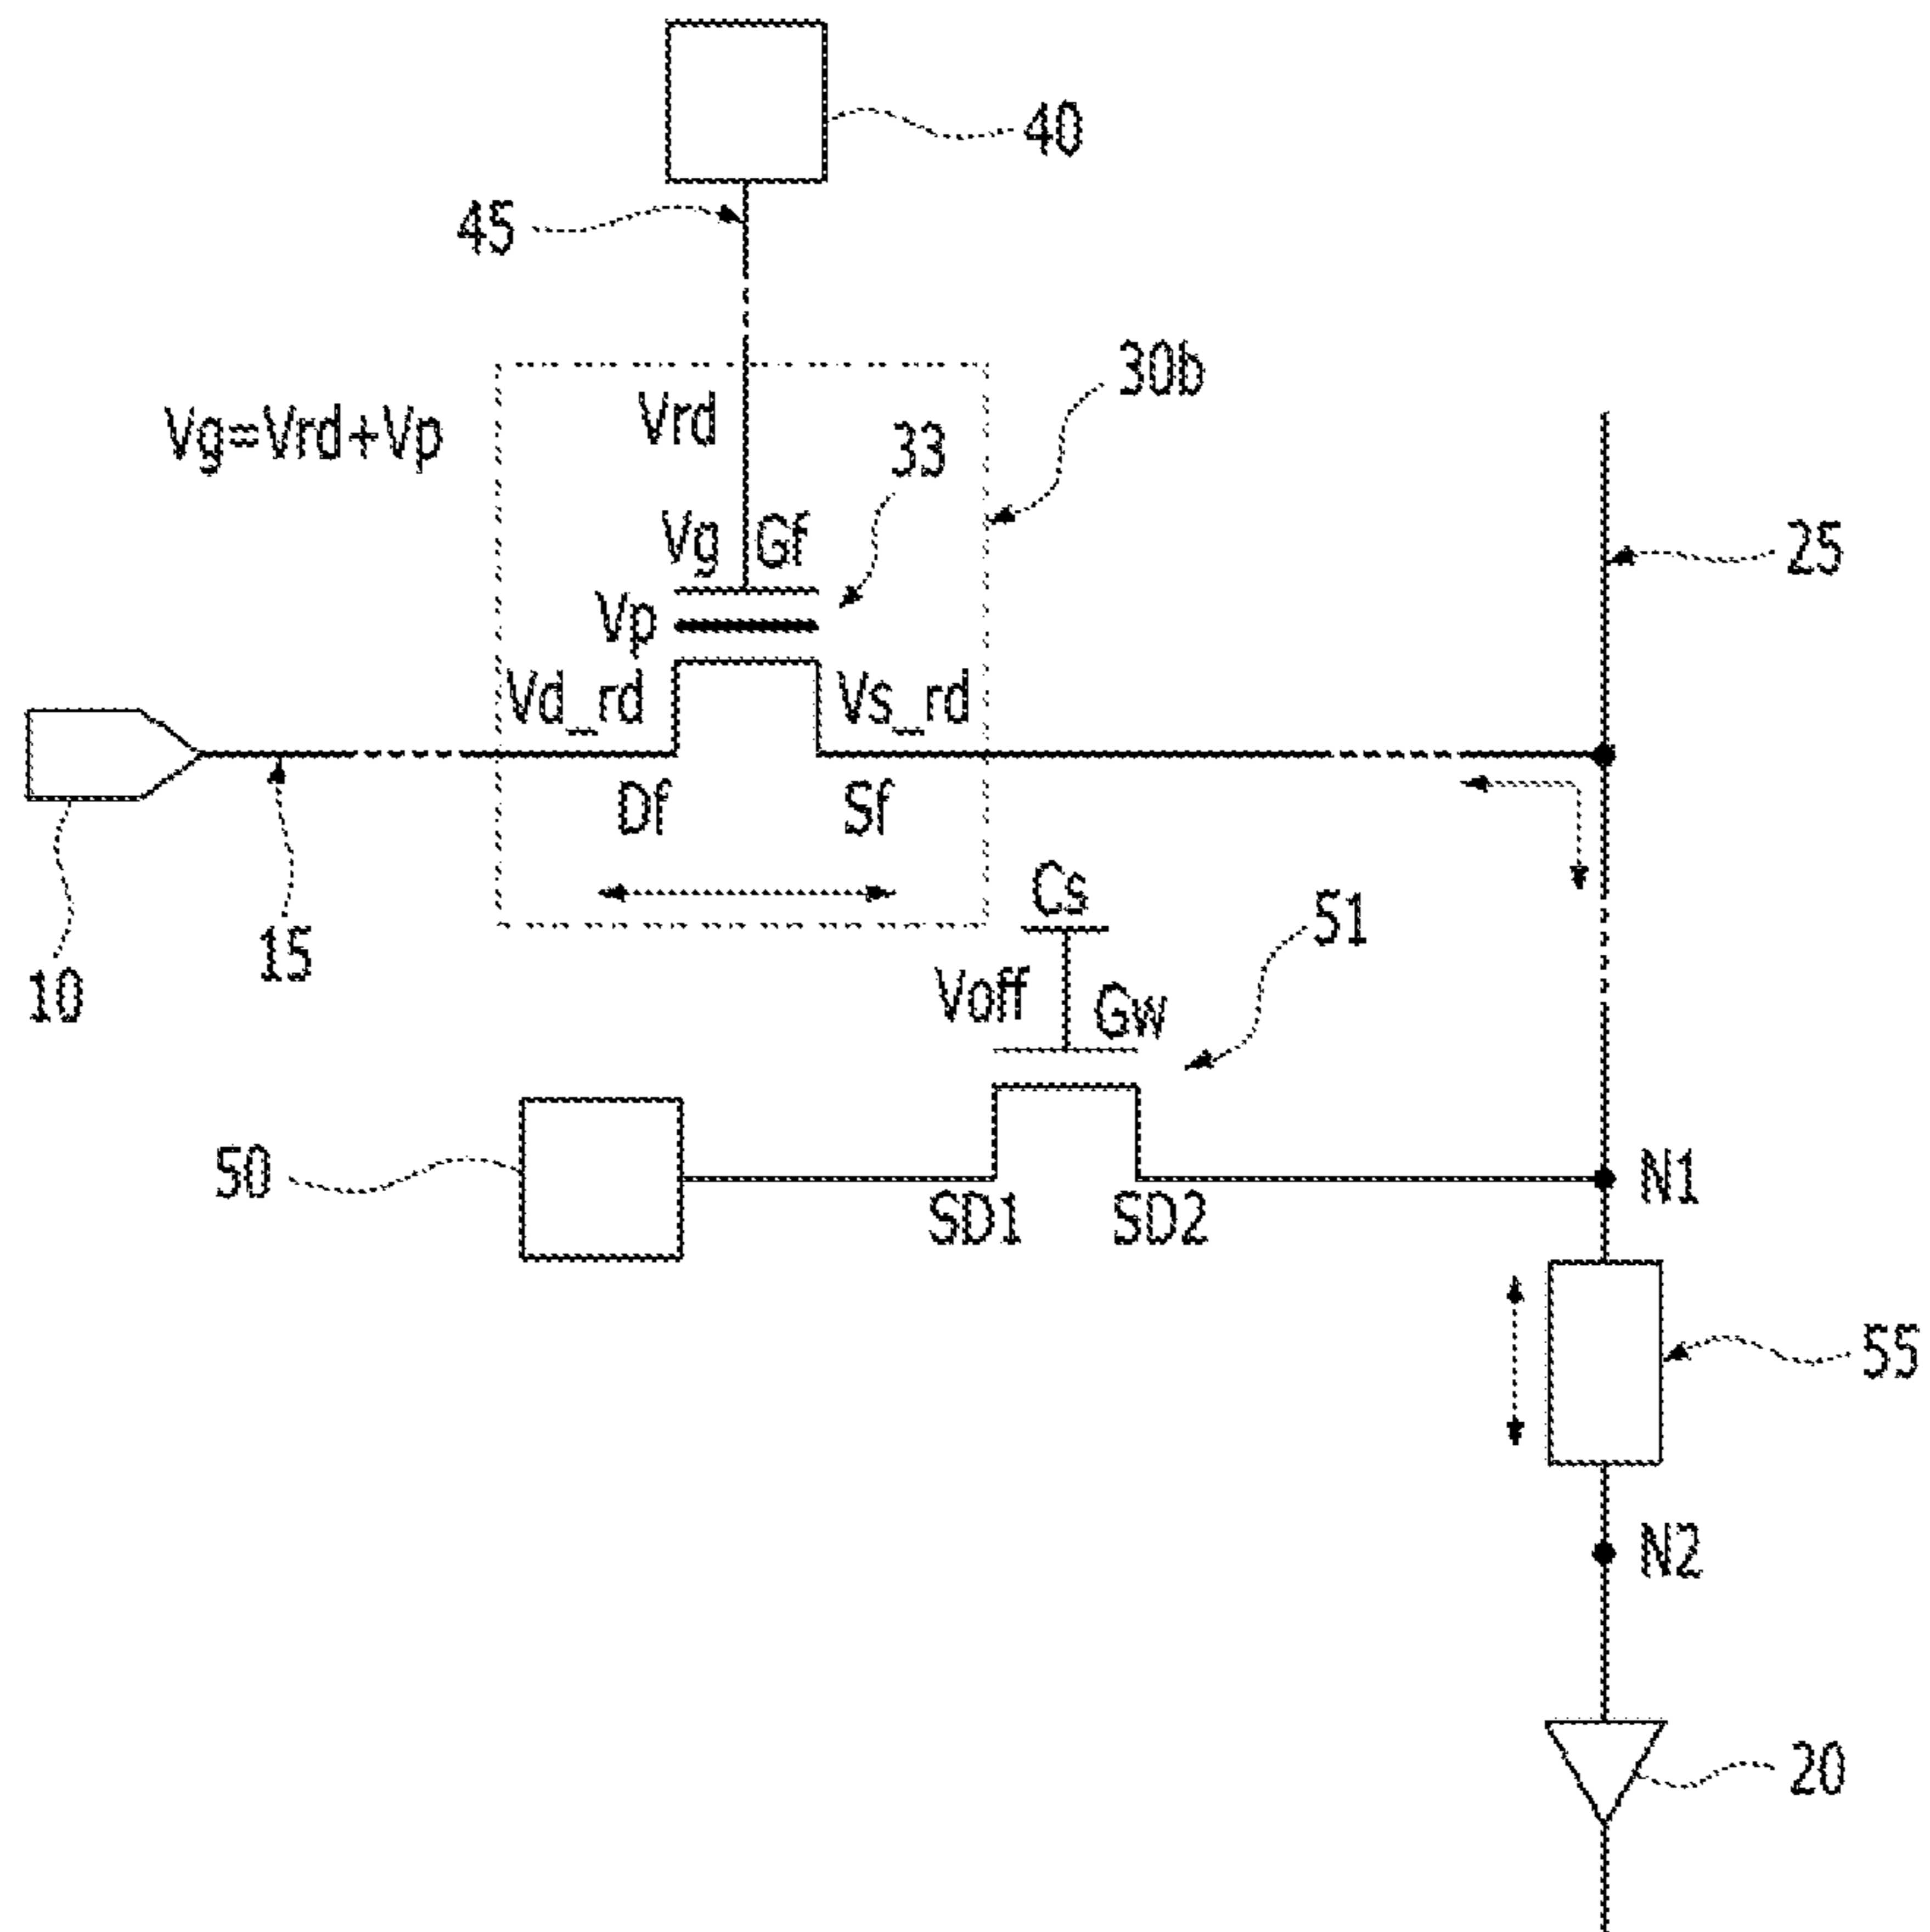 40
45
30b
Vg=Vrd+Vp
Vrd
33
Vg Gf
25
Vp
Vd_rd
Vs_rd
Df
Sf
Cs
51
10
15
Voff
Gw
50
SD1
SD2
N1
55
N2
20